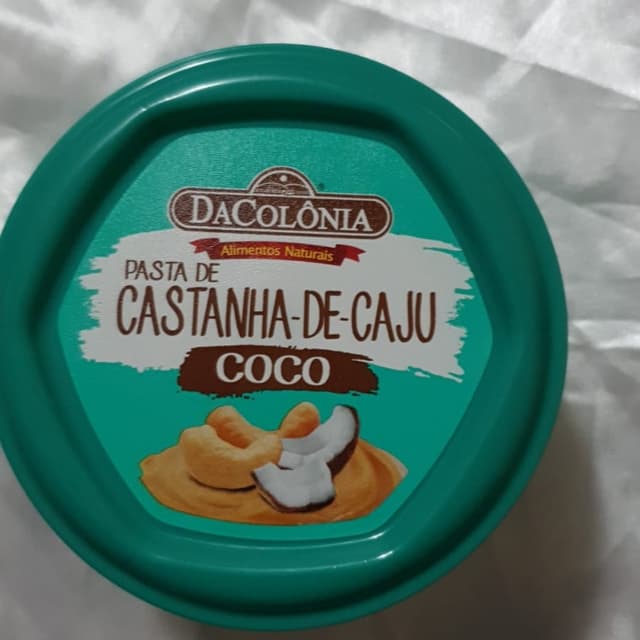 DACOLÔNIA
Alimentos Naturais
PASTA DE
CASTANHA-DE-CAJU
COCO